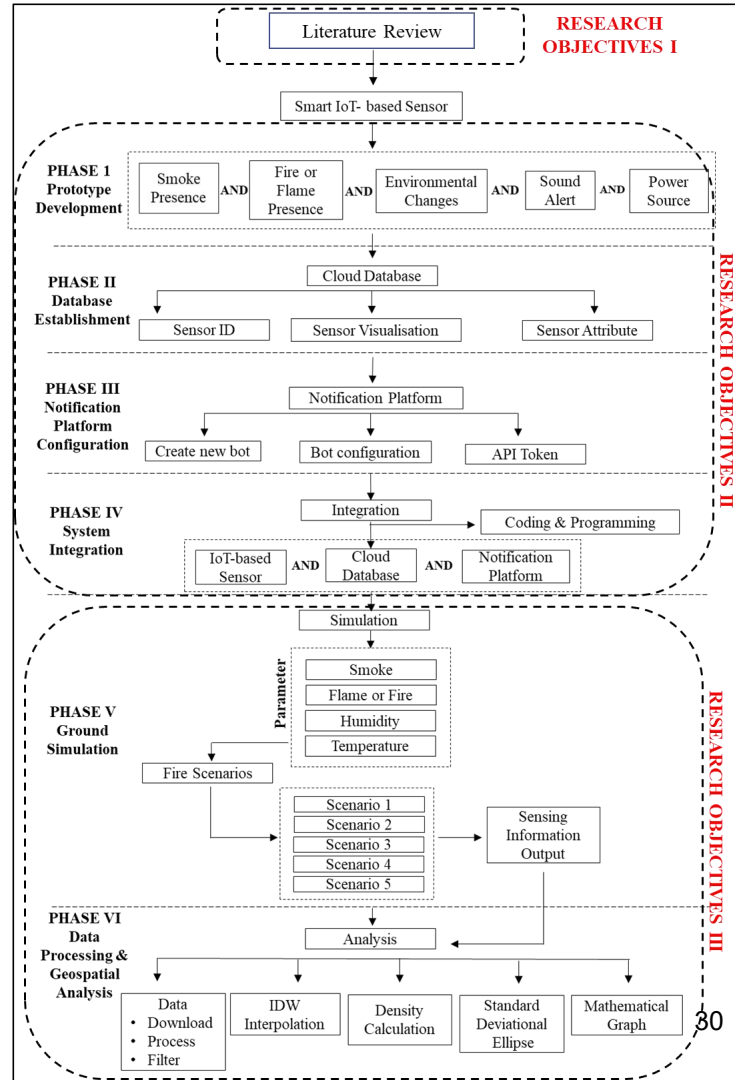 Literature Review
RESEARCH
OBJECTIVES I
Smart IoT- based Sensor
PHASE 1
Prototype
Development
Smoke
Presence
AND
Fire or
Flame
Presence
AND
Environmental
Changes
AND
Sound
Alert
AND
Power
Source
RESEARCH OBJECTIVES II
PHASE II
Database
Establishment
Cloud Database
Sensor ID
Sensor Visualisation
Sensor Attribute
PHASE III
Notification
Platform
Configuration
Notification Platform
Create new bot
Bot configuration
API Token
PHASE IV
System
Integration
Integration
Coding & Programming
IoT-based
Sensor
AND
Cloud
Database
AND
Notification
Platform
Simulation
RESEARCH OBJECTIVES III
PHASE V
Ground
Simulation
Parameter
Smoke
Flame or Fire
Humidity
Temperature
Fire Scenarios
Scenario 1
Scenario 2
Scenario 3
Scenario 4
Scenario 5
Sensing
Information
Output
PHASE VI
Data
Processing &
Geospatial
Analysis
Analysis
Data
• Download
• Process
• Filter
IDW
Interpolation
Density
Calculation
Standard
Deviational
Ellipse
Mathematical
Graph
30